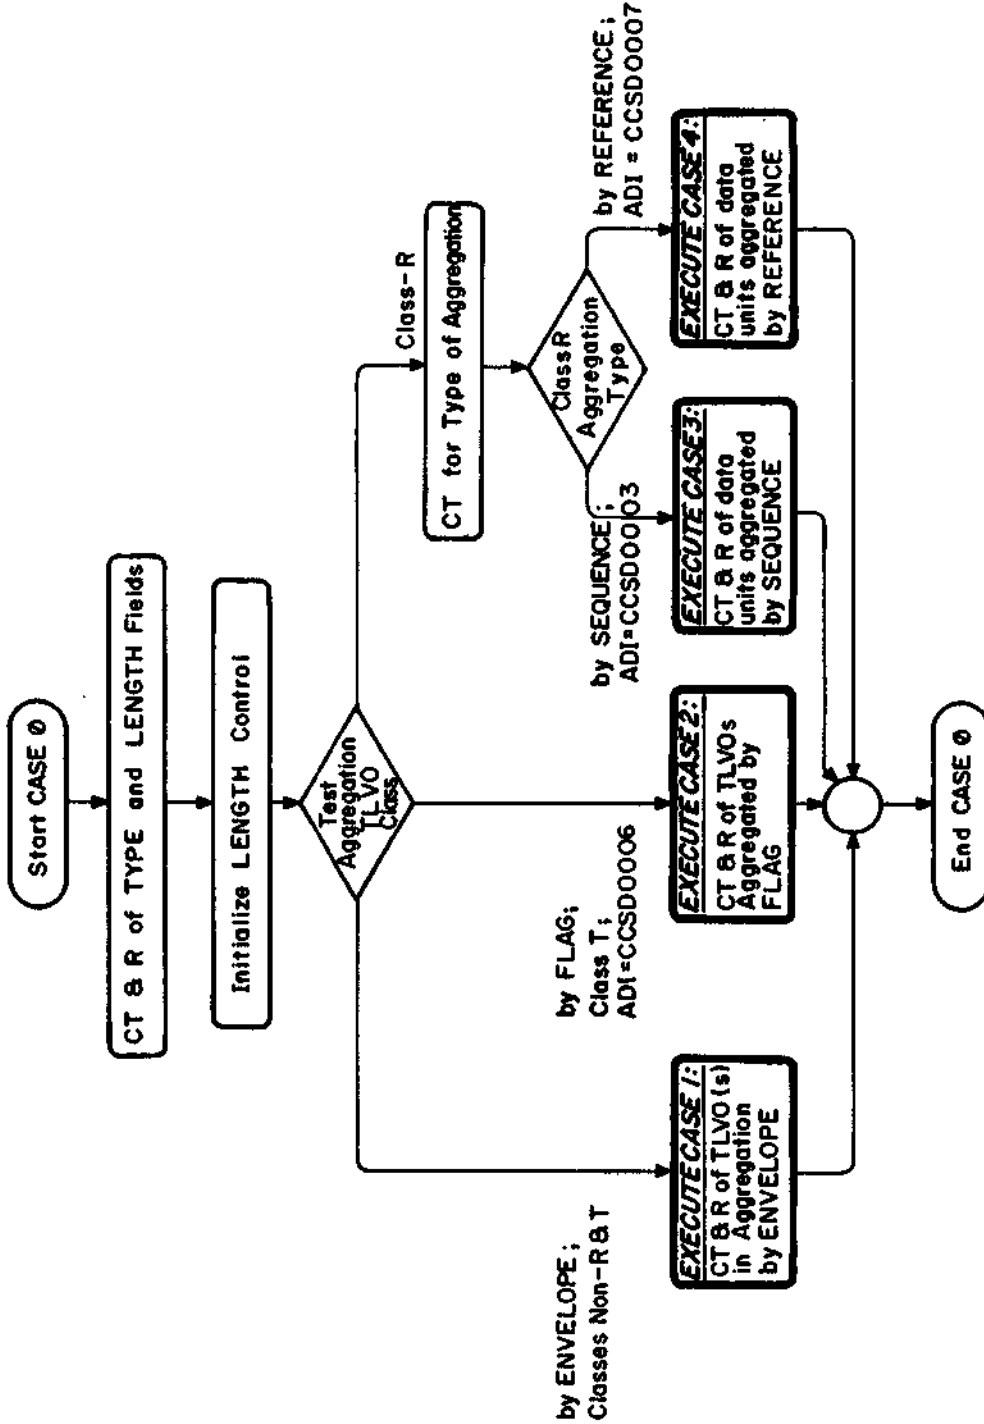 Start CASE 0
CT & R of TYPE and LENGTH Fields
Initialize LENGTH Control
Test
Aggregation
TLVO
Class
Class-R
CT for Type of Aggregation
Class R
Aggregation
Type
by ENVELOPE;
Classes Non-R & T
by FLAG;
Class T;
ADI=CCSD0006
by SEQUENCE;
ADI=CCSD0003
by REFERENCE;
ADI = CCSD0007
EXECUTE CASE 1:
CT & R of TLVO(s)
in Aggregation
by ENVELOPE
EXECUTE CASE 2:
CT & R of TLVOs
Aggregated by
FLAG
EXECUTE CASE3:
CT & R of data
units aggregated
by SEQUENCE
EXECUTE CASE 4:
CT & R of data
units aggregated
by REFERENCE
End CASE 0